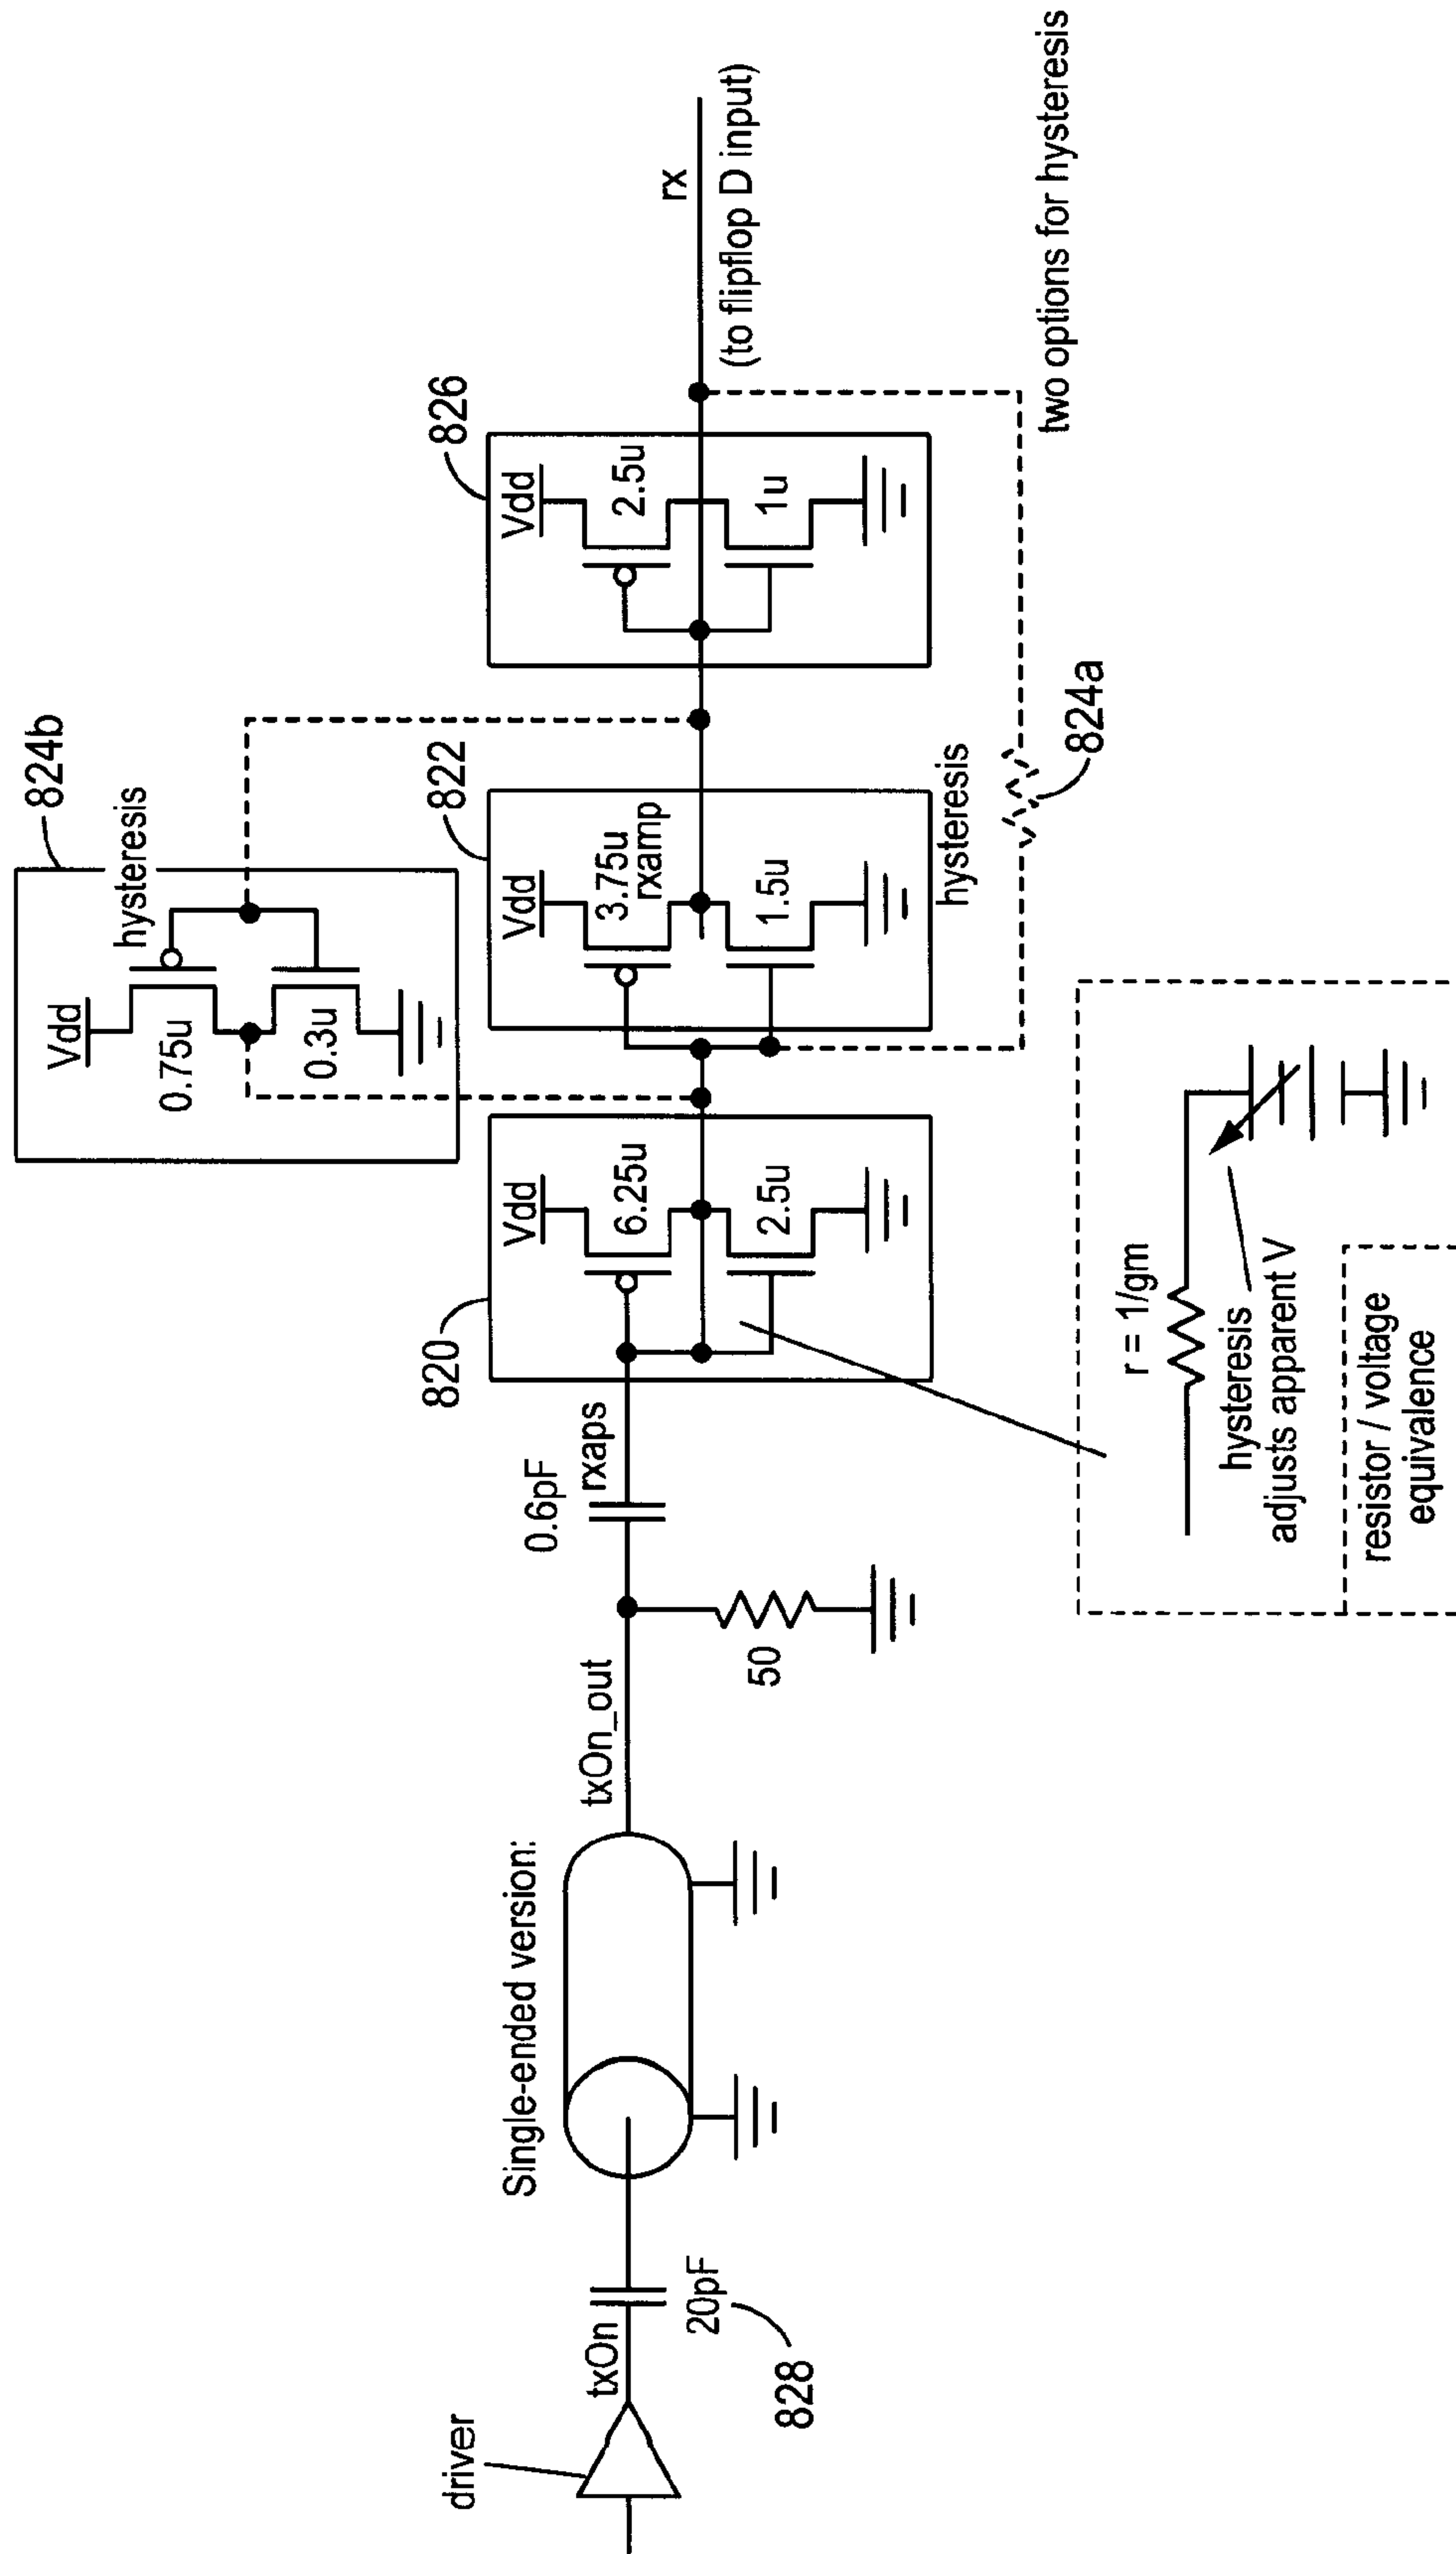 Single-ended version:
driver
txOn
20pF
828
txOn_out
50
0.6pF
rxaps
820
Vdd
6.25u
2.5u
824b
hysteresis
Vdd
0.75u
0.3u
822
Vdd
3.75u
rxamp
1.5u
hysteresis
824a
826
Vdd
2.5u
1u
rx
(to flipflop D input)
two options for hysteresis
r = 1/gm
hysteresis
adjusts apparent V
resistor / voltage
equivalence